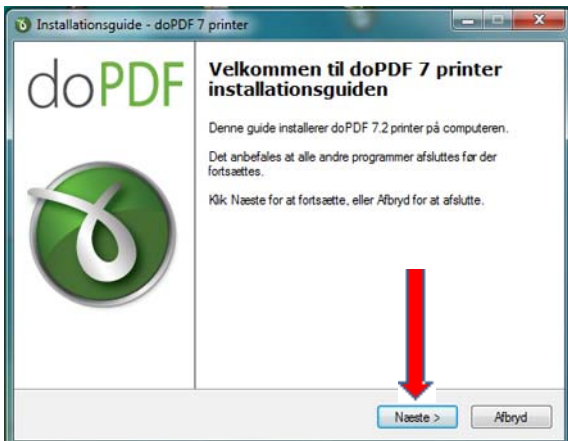 Installationsguide - doPDF 7 printer
doPDF
Velkommen til doPDF 7 printer
installationsguiden
Denne guide installerer doPDF 7.2 printer på computeren.
Det anbefales at alle andre programmer afsluttes før der
fortsættes.
Klik Næste for at fortsætte, eller Afbryd for at afslutte.
Næste >
Afbryd